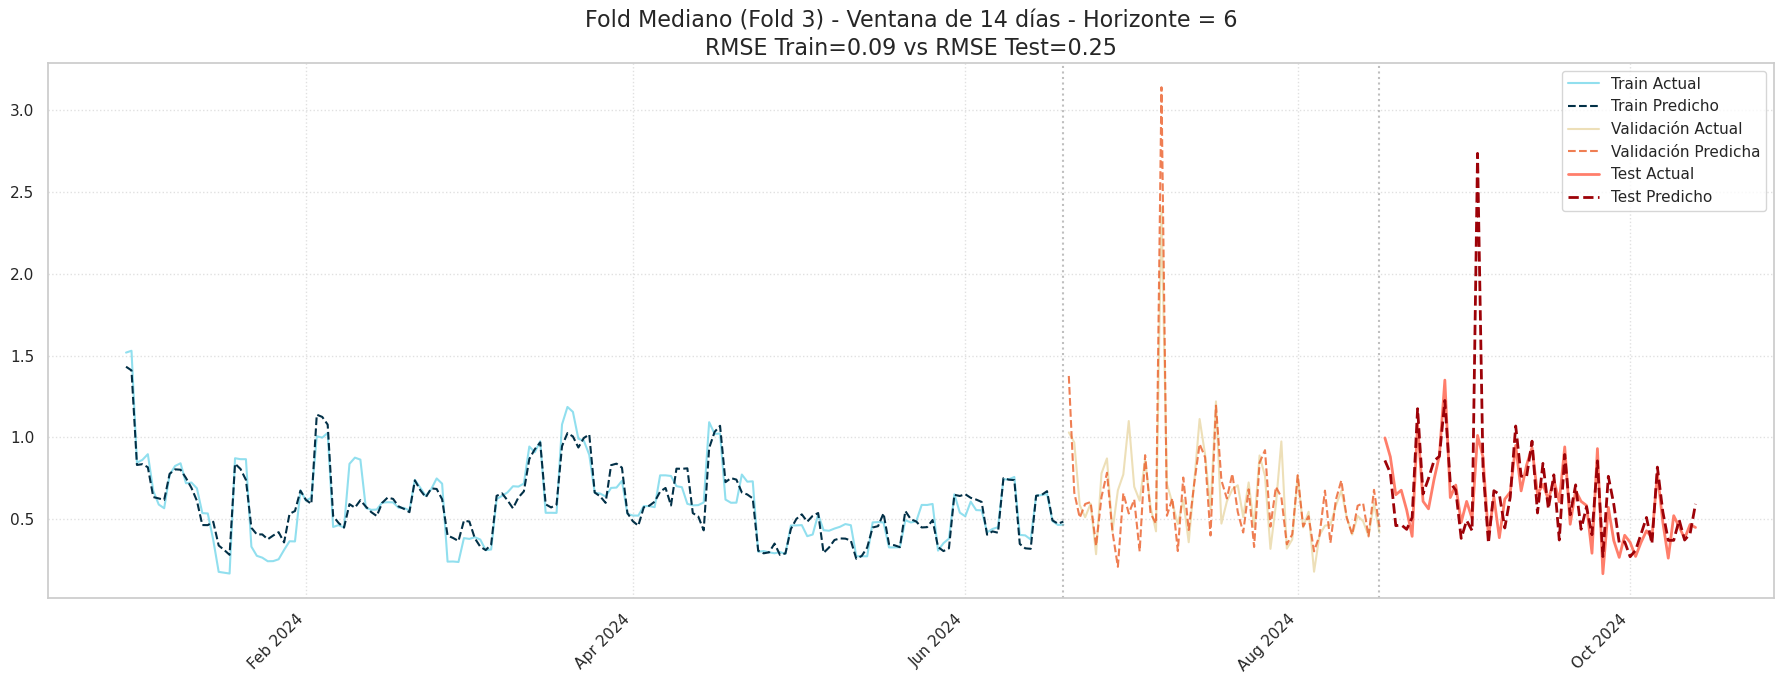 Fold Mediano (Fold 3) - Ventana de 14 días - Horizonte = 6
RMSE Train=0.09 vs RMSE Test=0.25
Train Actual
Train Predicho
Validación Actual
Validación Predicha
Test Actual
Test Predicho
3.0
2.5
2.0
1.5
1.0
0.5
Feb 2024
Apr 2024
Jun 2024
Aug 2024
Oct 2024